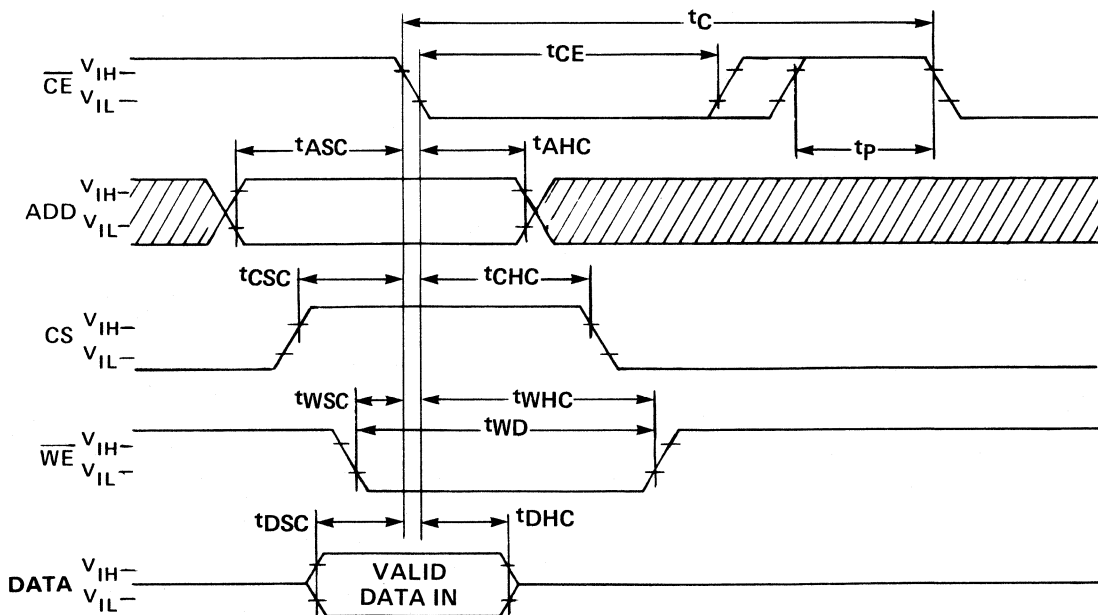 tC
tCE
CE VIH
VIL
tASC tAHC tP
VIH
ADD
VIL
tCSC tCHC
CS VIH
VIL
tWSC tWHC
tWD
WE VIH
VIL
tDSC tDHC
DATA VIH
VIL
VALID
DATA IN